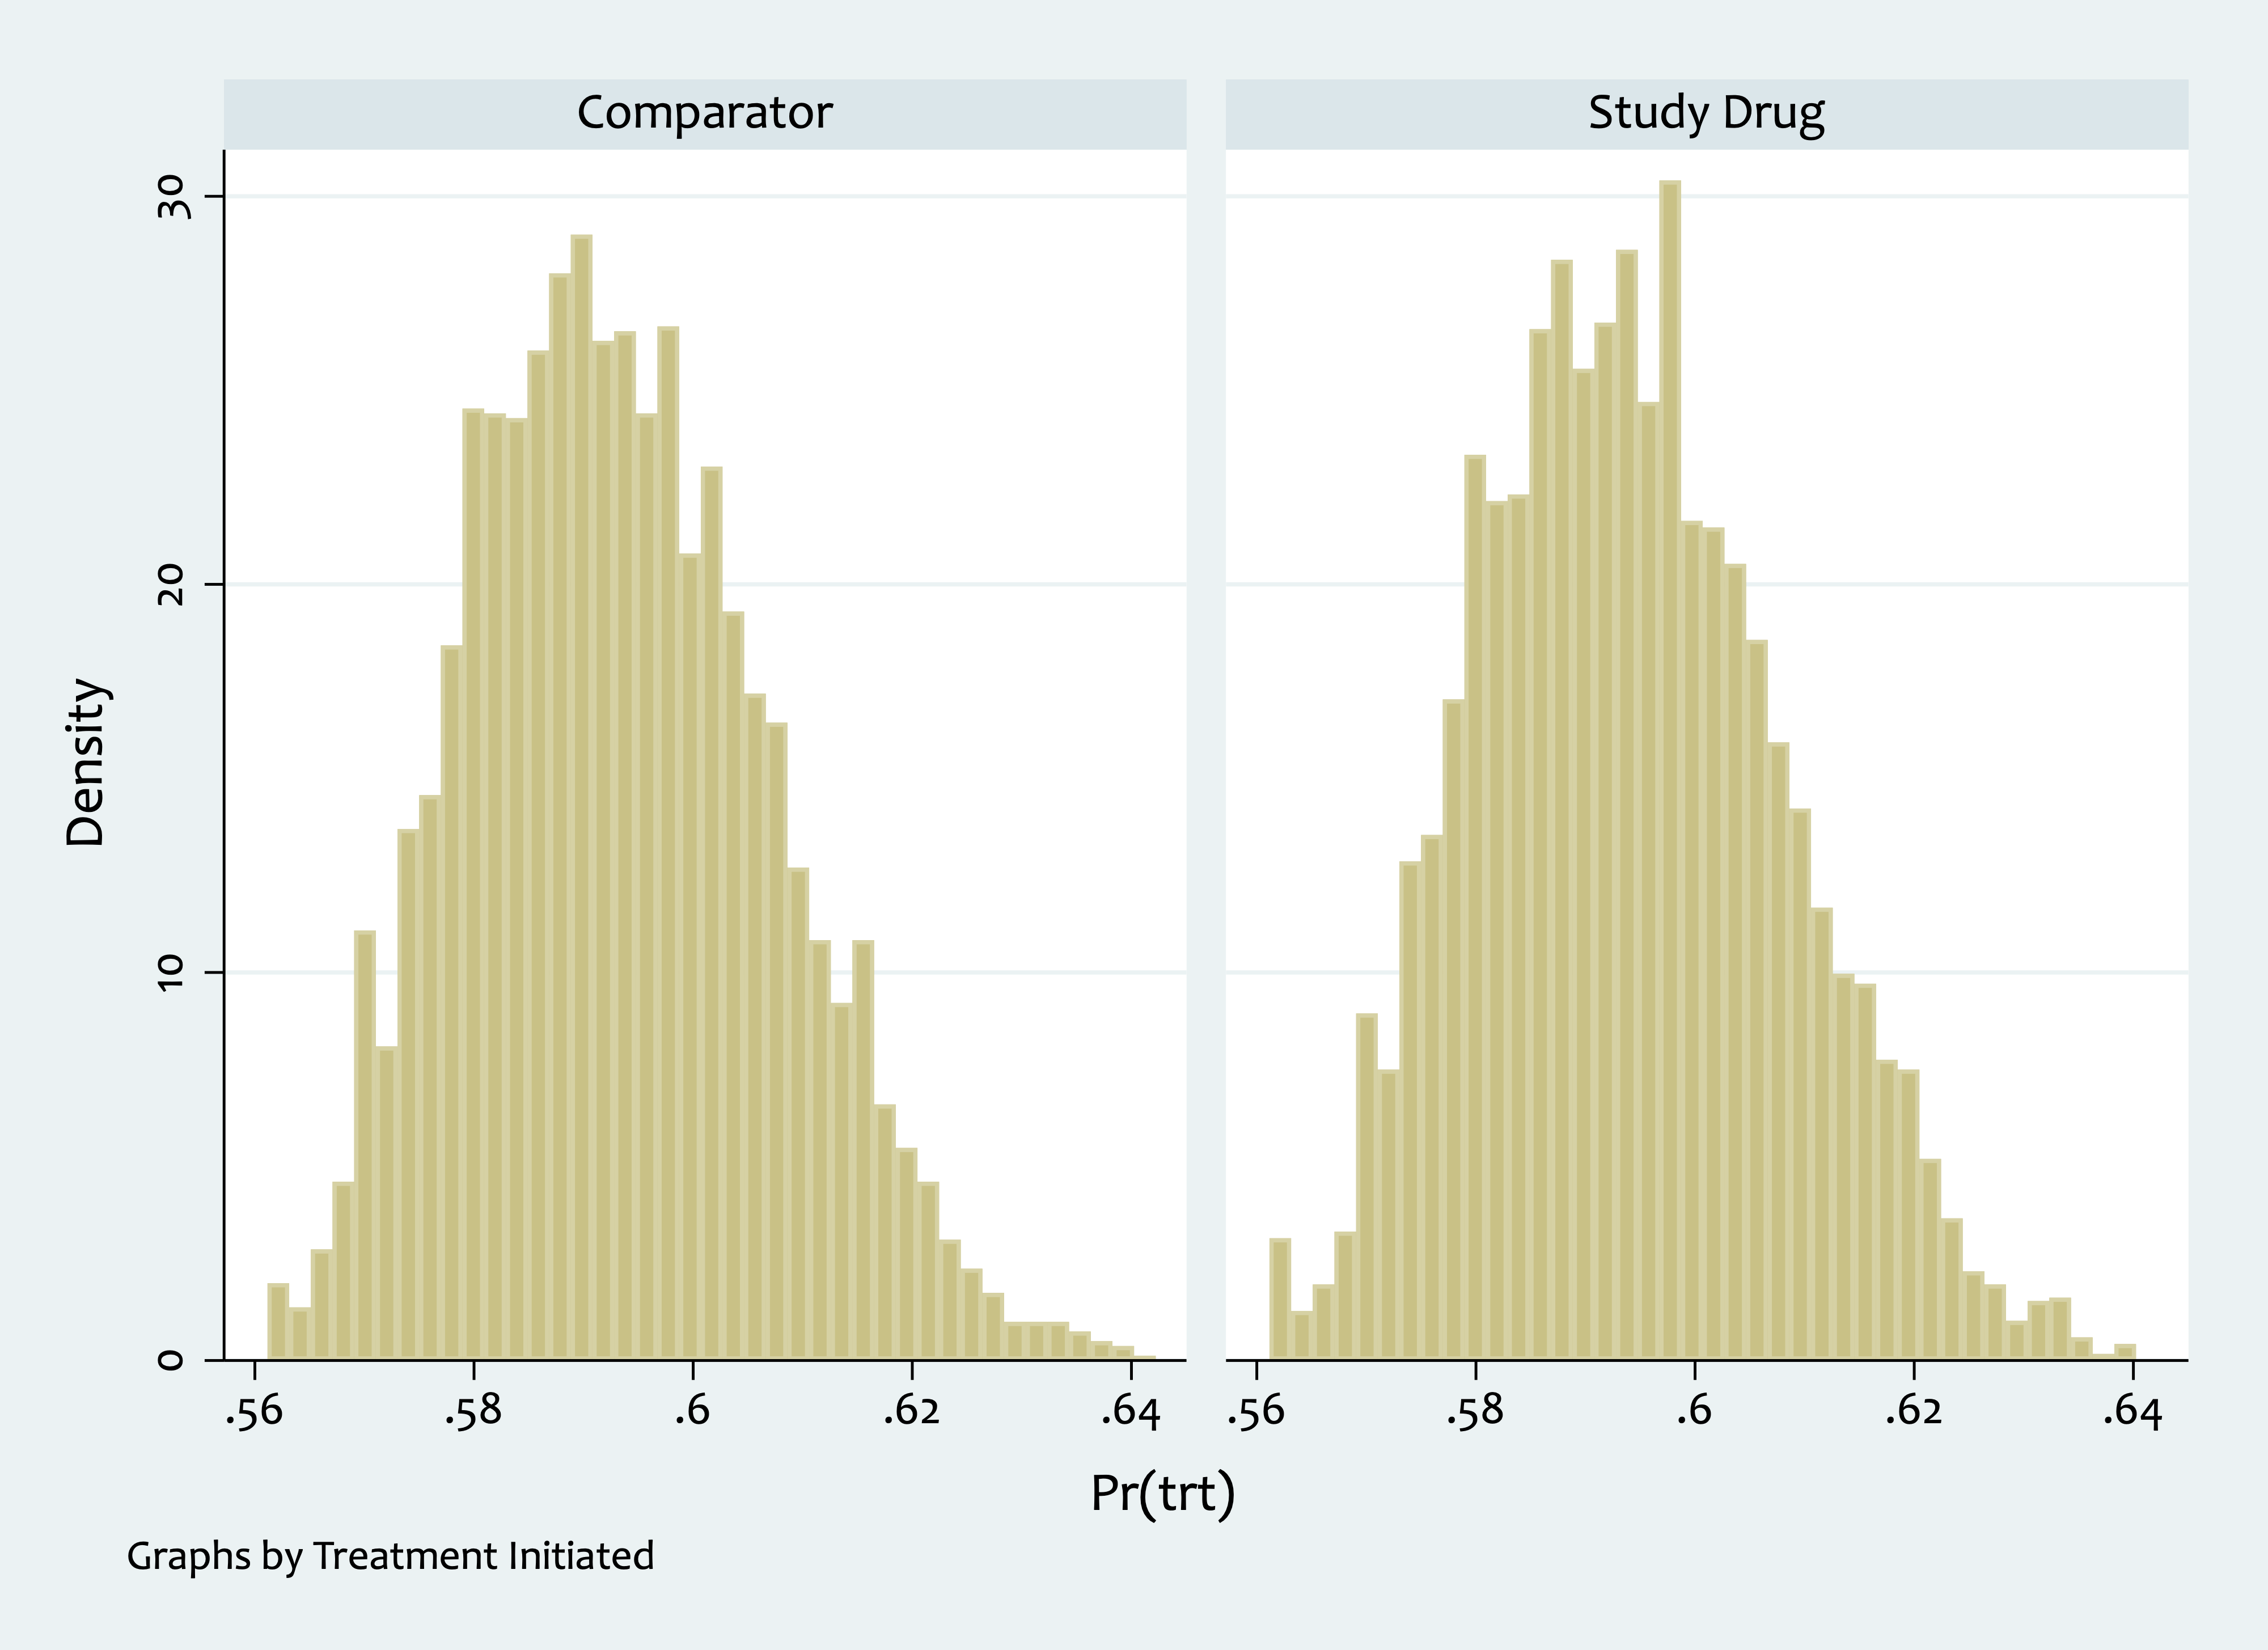 Comparator
Study Drug
Density
30
20
10
0
.56 .58 .6 .62 .64
.56 .58 .6 .62 .64
Pr(trt)
Graphs by Treatment Initiated